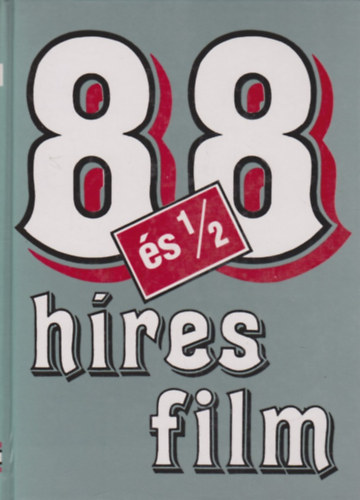 88
és 1/2
híres
film